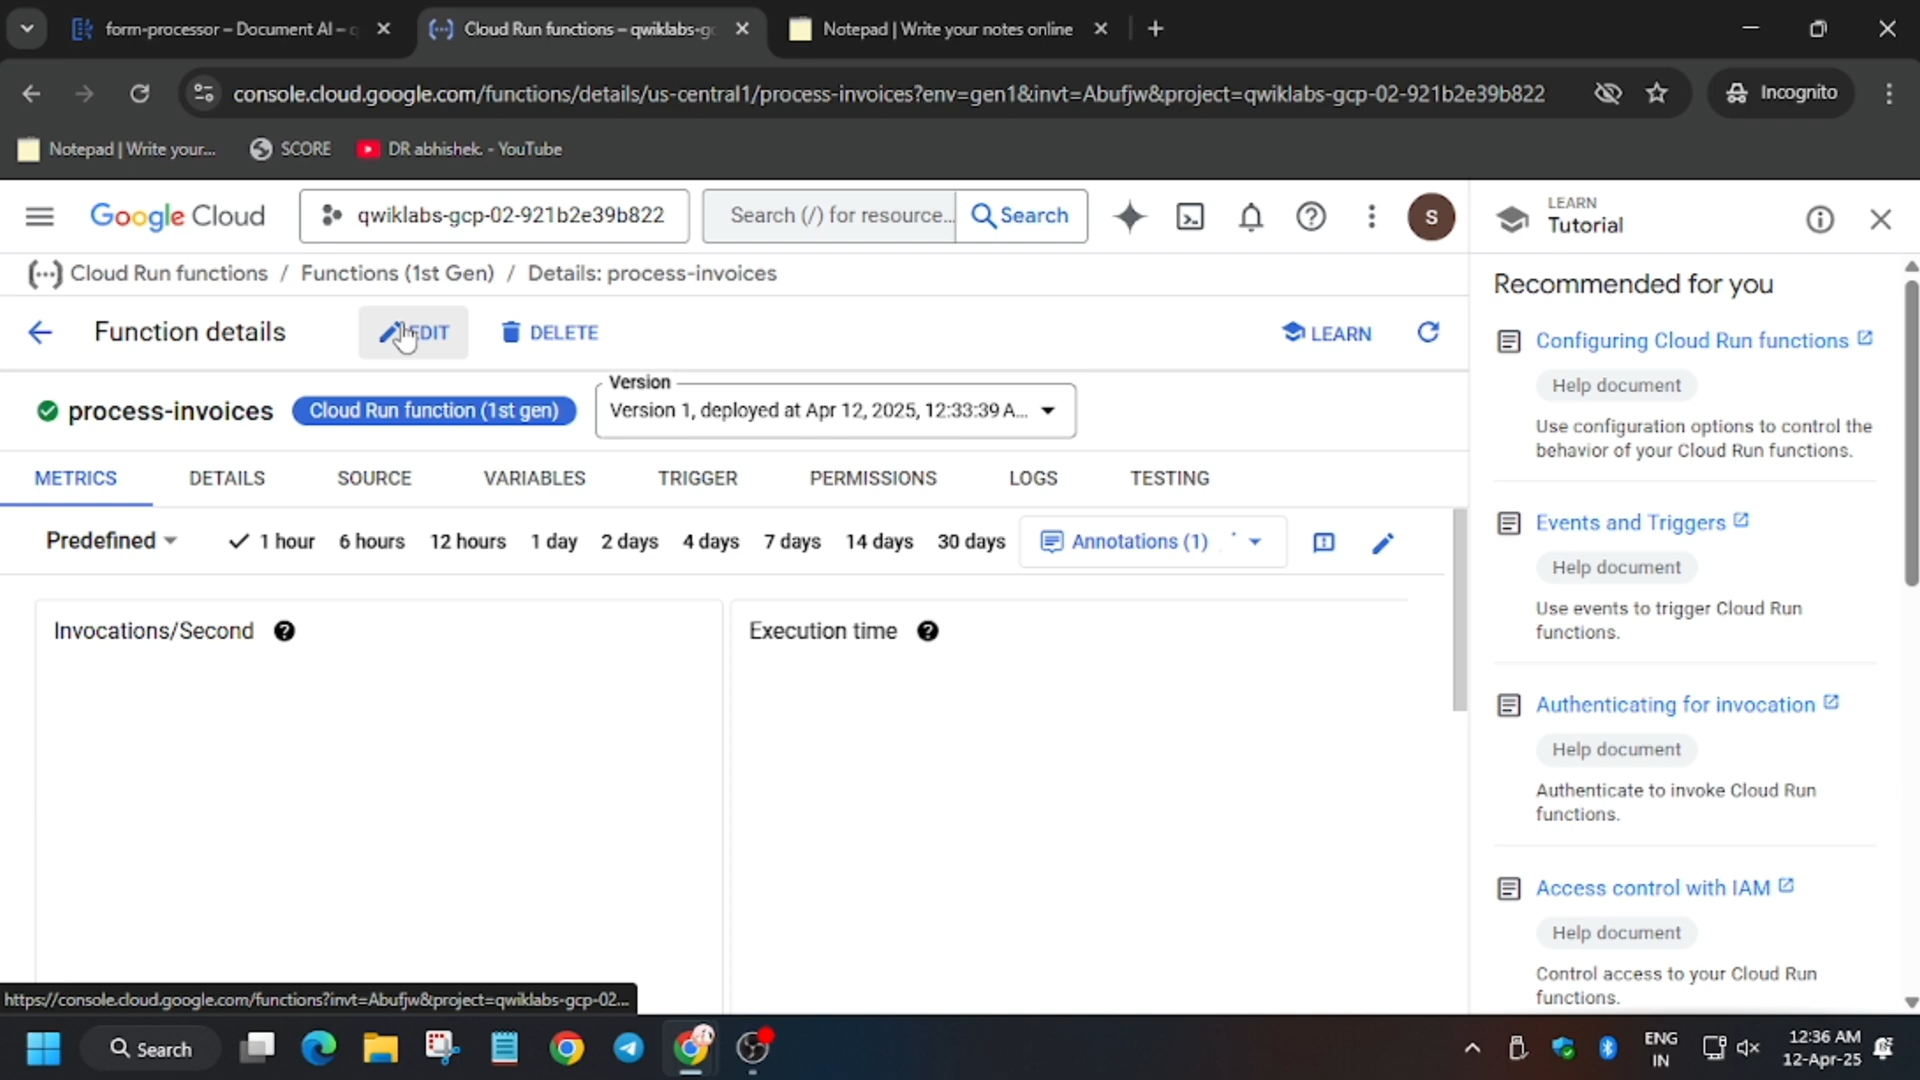 form-processor – Document AI – q
Cloud Run functions – qwiklabs-gc
Notepad | Write your notes online
console.cloud.google.com/functions/details/us-central1/process-invoices?env=gen1&invt=Abufjw&project=qwiklabs-gcp-02-921b2e39b822
Incognito
Notepad | Write your...
SCORE
DR abhishek. - YouTube
Google Cloud
qwiklabs-gcp-02-921b2e39b822
Search (/) for resource...
Search
S
LEARN
Tutorial
Cloud Run functions / Functions (1st Gen) / Details: process-invoices
Function details
EDIT
DELETE
LEARN
process-invoices
Cloud Run function (1st gen)
Version
Version 1, deployed at Apr 12, 2025, 12:33:39 A...
METRICS
DETAILS
SOURCE
VARIABLES
TRIGGER
PERMISSIONS
LOGS
TESTING
Predefined
1 hour
6 hours
12 hours
1 day
2 days
4 days
7 days
14 days
30 days
Annotations (1)
Invocations/Second
Execution time
Recommended for you
Configuring Cloud Run functions
Help document
Use configuration options to control the
behavior of your Cloud Run functions.
Events and Triggers
Help document
Use events to trigger Cloud Run
functions.
Authenticating for invocation
Help document
Authenticate to invoke Cloud Run
functions.
Access control with IAM
Help document
Control access to your Cloud Run
functions.
https://console.cloud.google.com/functions?invt=Abufjw&project=qwiklabs-gcp-02...
Search
ENG
IN
12:36 AM
12-Apr-25